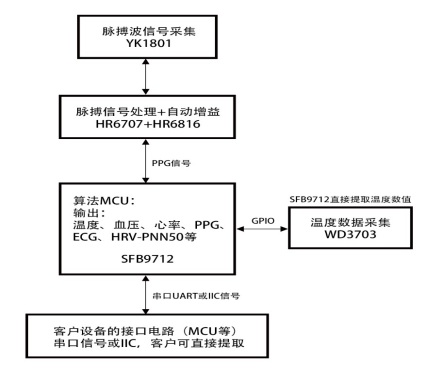 脉搏波信号采集
YK1801
脉搏信号处理+自动增益
HR6707+HR6816
PPG信号
算法MCU：
输出：
温度、血压、心率、PPG、
ECG、HRV-PNN50等
SFB9712
SFB9712直接提取温度数值
GPIO
温度数据采集
WD3703
串口UART或IIC信号
客户设备的接口电路（MCU等）
串口信号或IIC，客户可直接提取